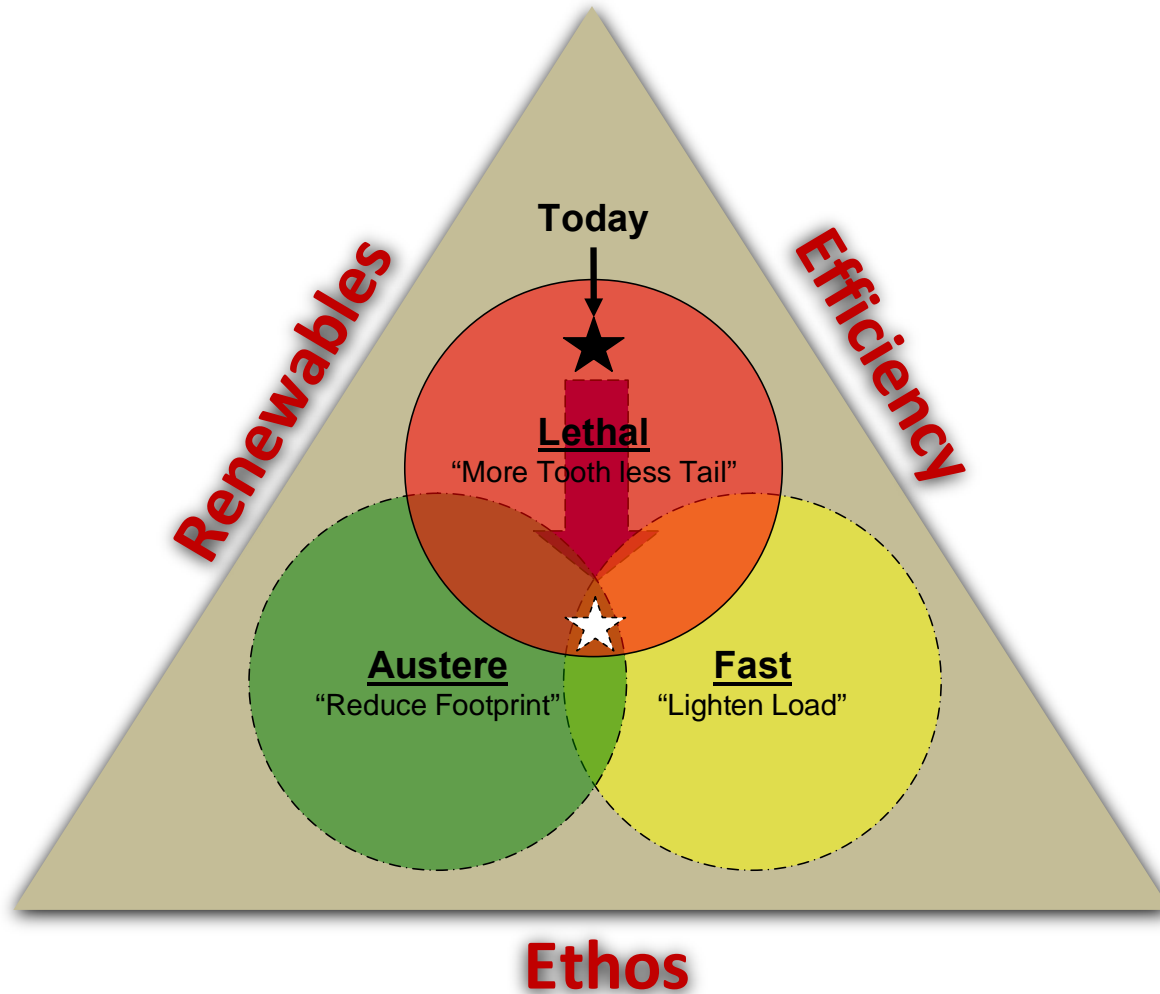 Today
Renewables
Efficiency
Lethal
“More Tooth less Tail”
Austere
“Reduce Footprint”
Fast
“Lighten Load”
Ethos